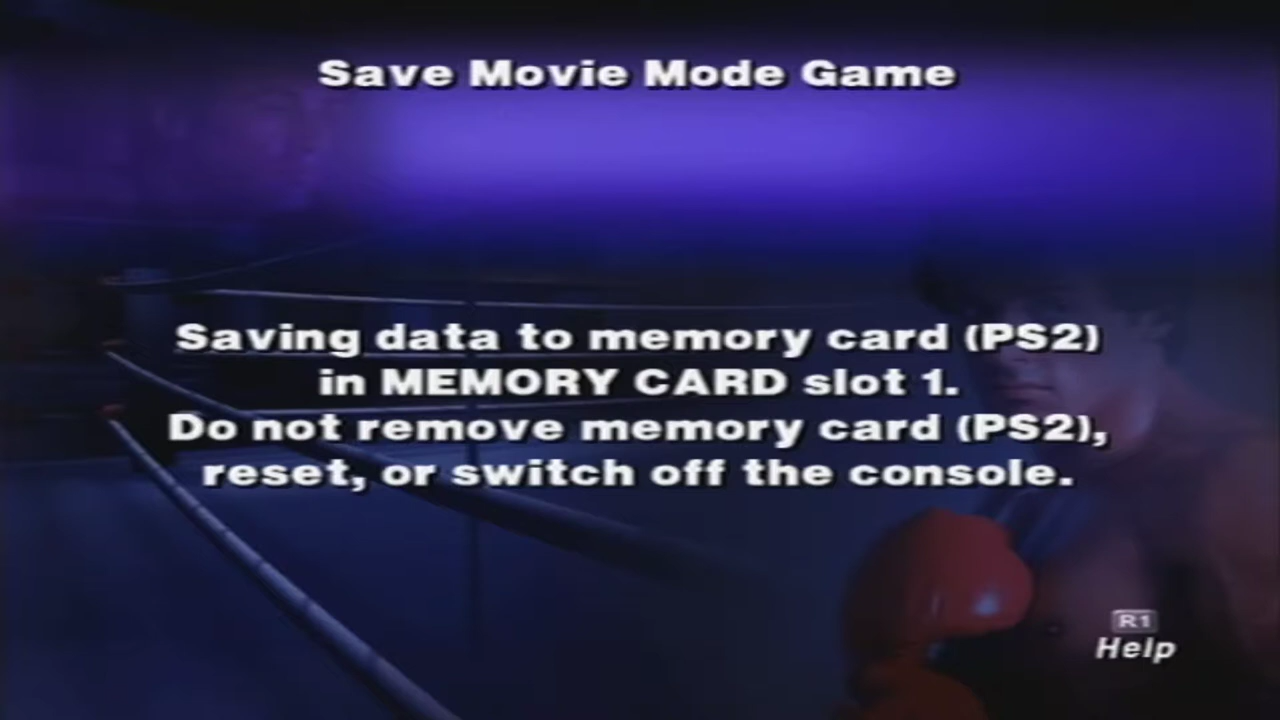 Save Movie Mode Game
Saving data to memory card (PS2)
in MEMORY CARD slot 1.
Do not remove memory card (PS2),
reset, or switch off the console.
R1
Help